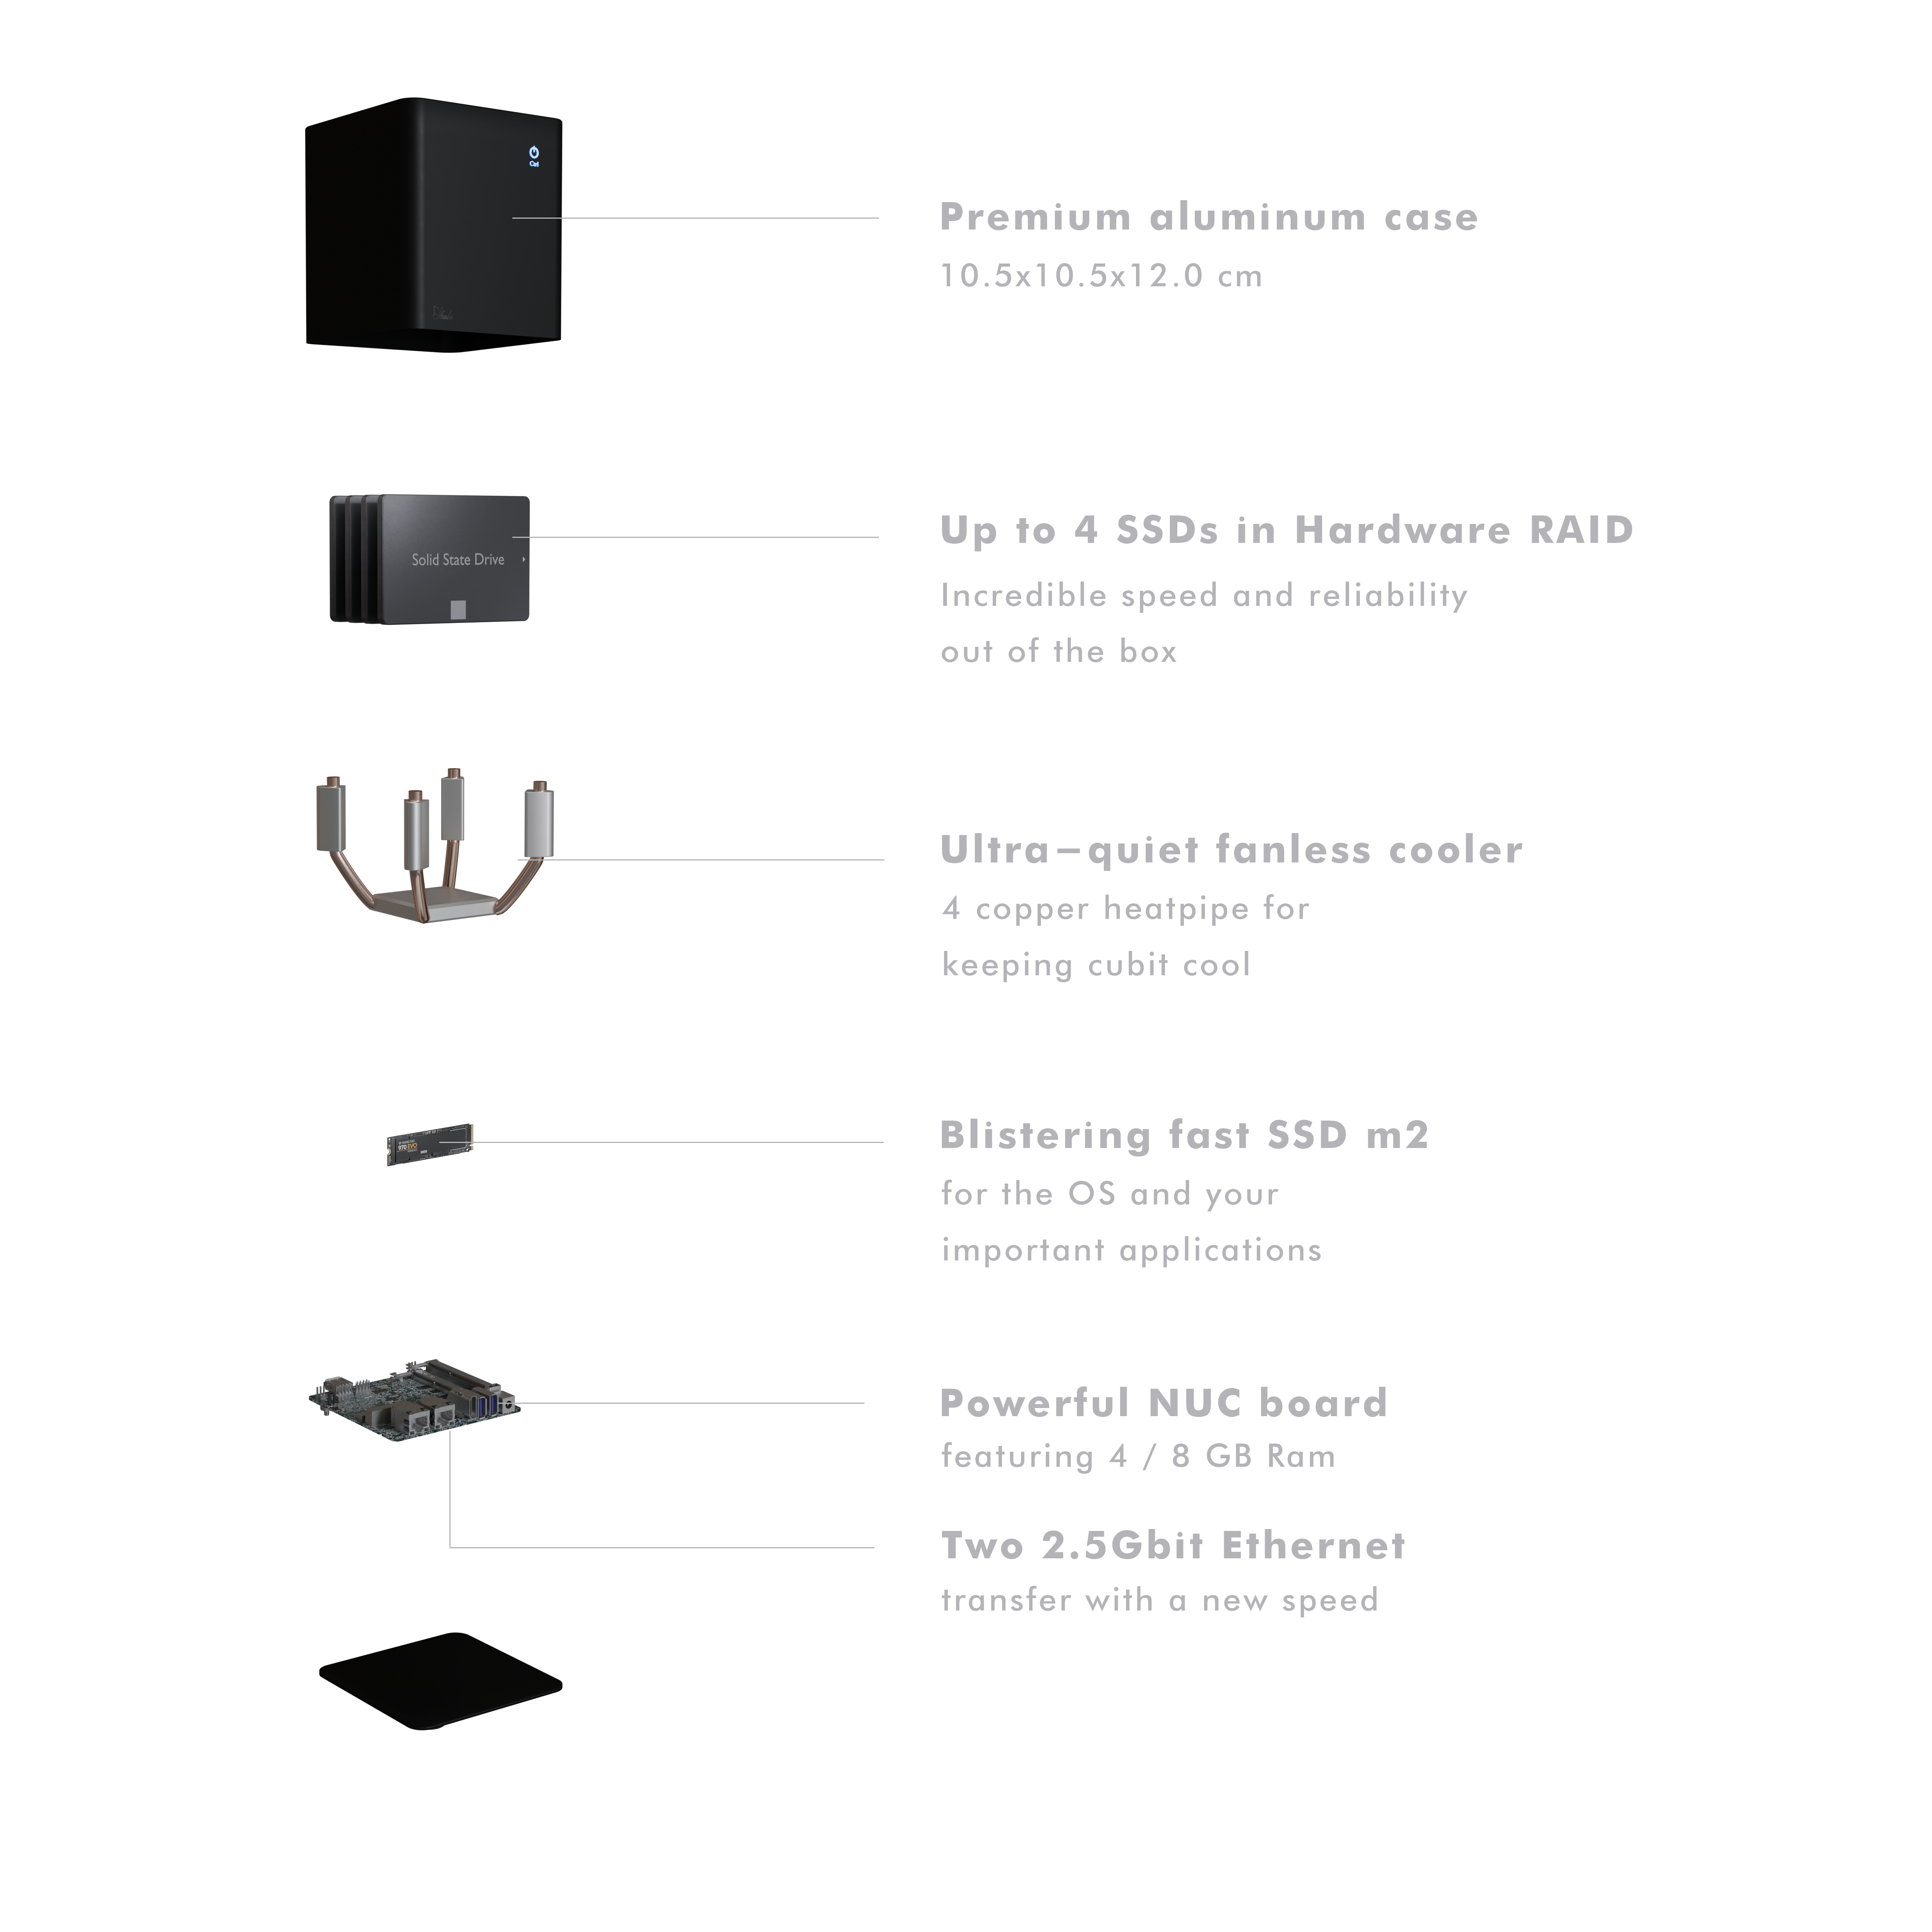 Premium aluminum case
10.5x10.5x12.0 cm
Solid State Drive
Up to 4 SSDs in Hardware RAID
Incredible speed and reliability
out of the box
Ultra–quiet fanless cooler
4 copper heatpipe for
keeping cubit cool
970 EVO
Blistering fast SSD m2
for the OS and your
important applications
Powerful NUC board
featuring 4 / 8 GB Ram
Two 2.5Gbit Ethernet
transfer with a new speed